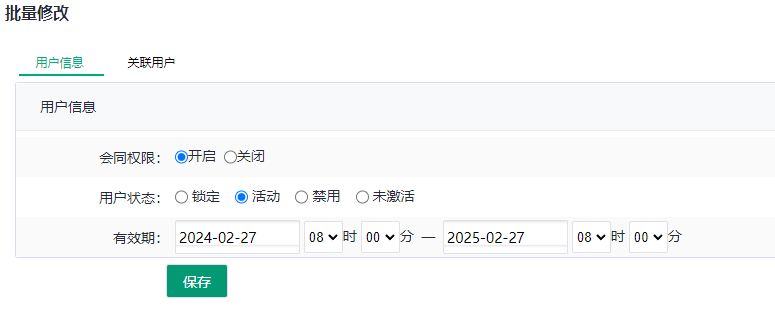 批量修改
用户信息 关联用户
用户信息
会同权限： 开启 关闭
用户状态： 锁定 活动 禁用 未激活
有效期： 2024-02-27 08 时 00 分 — 2025-02-27 08 时 00 分
保存